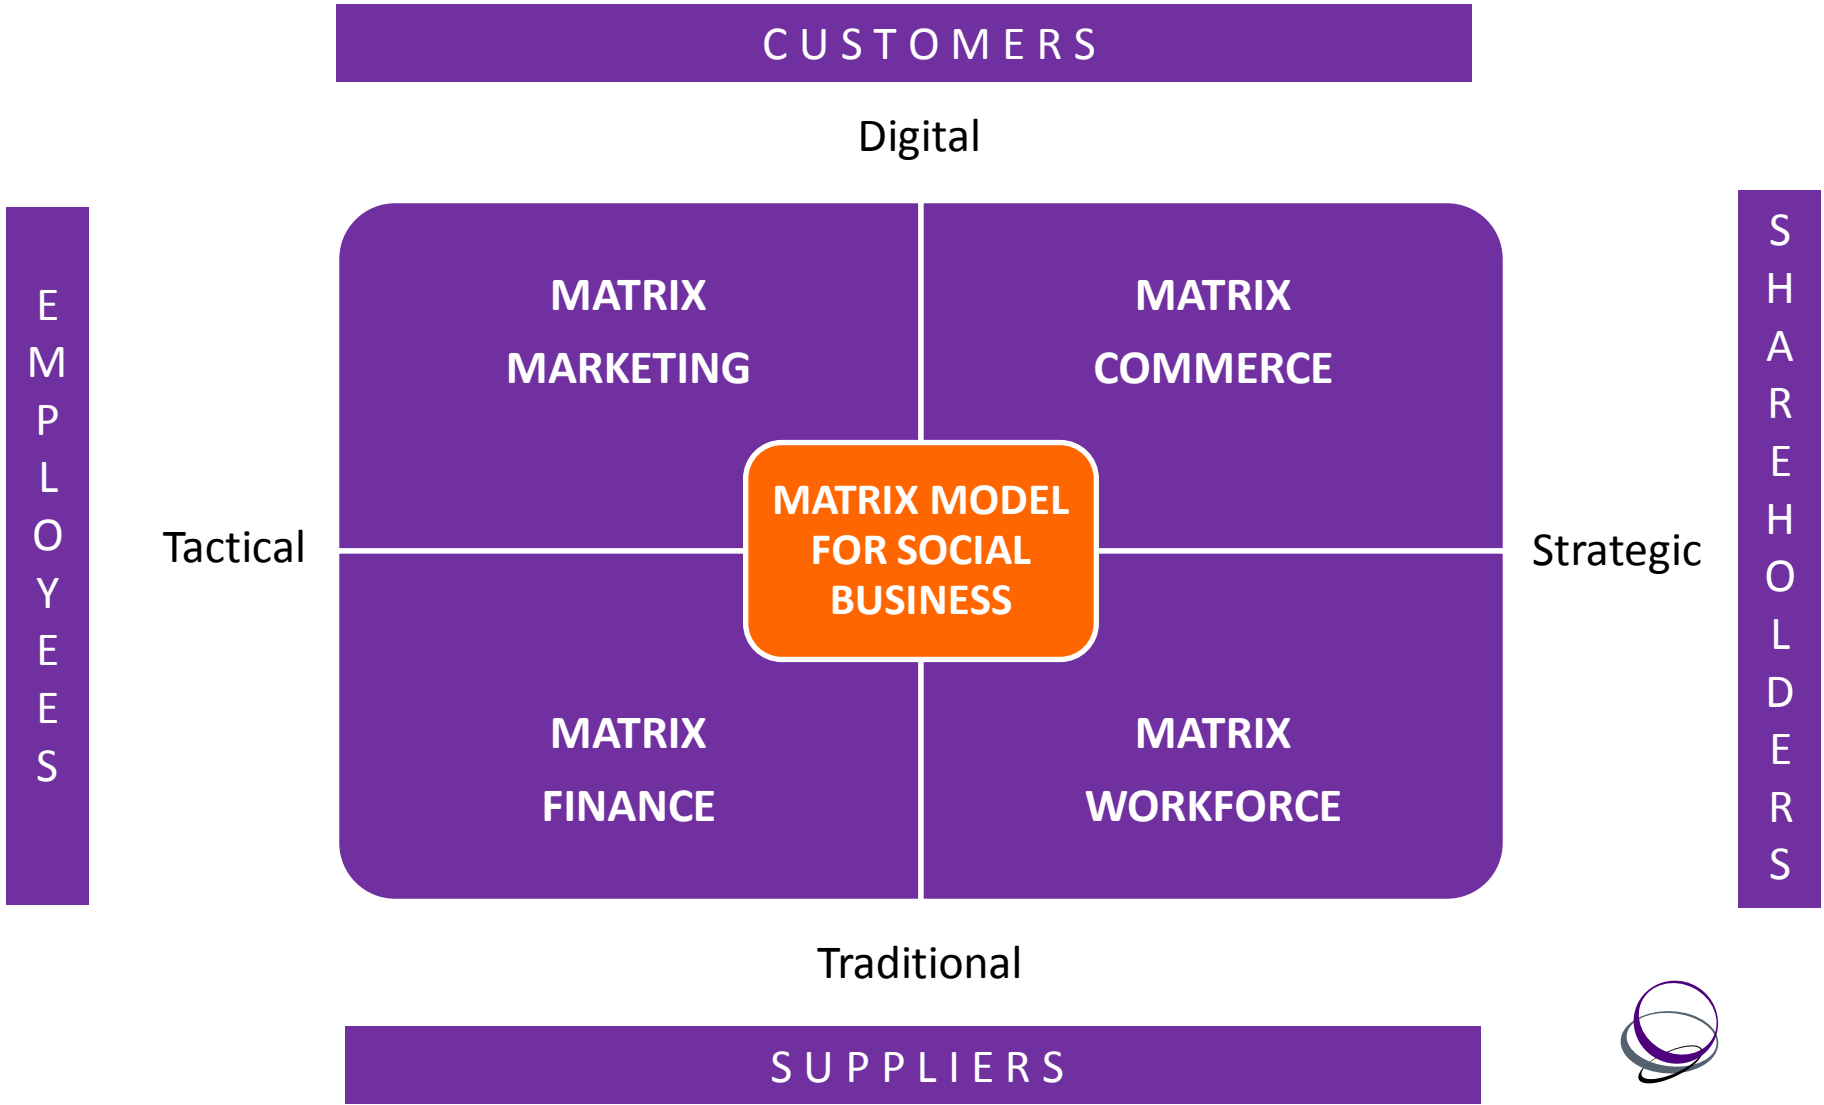 CUSTOMERS
Digital
EMPLOYEES
SHAREHOLDERS
MATRIX
MARKETING
MATRIX
COMMERCE
MATRIX MODEL
FOR SOCIAL
BUSINESS
Tactical
Strategic
MATRIX
FINANCE
MATRIX
WORKFORCE
Traditional
SUPPLIERS